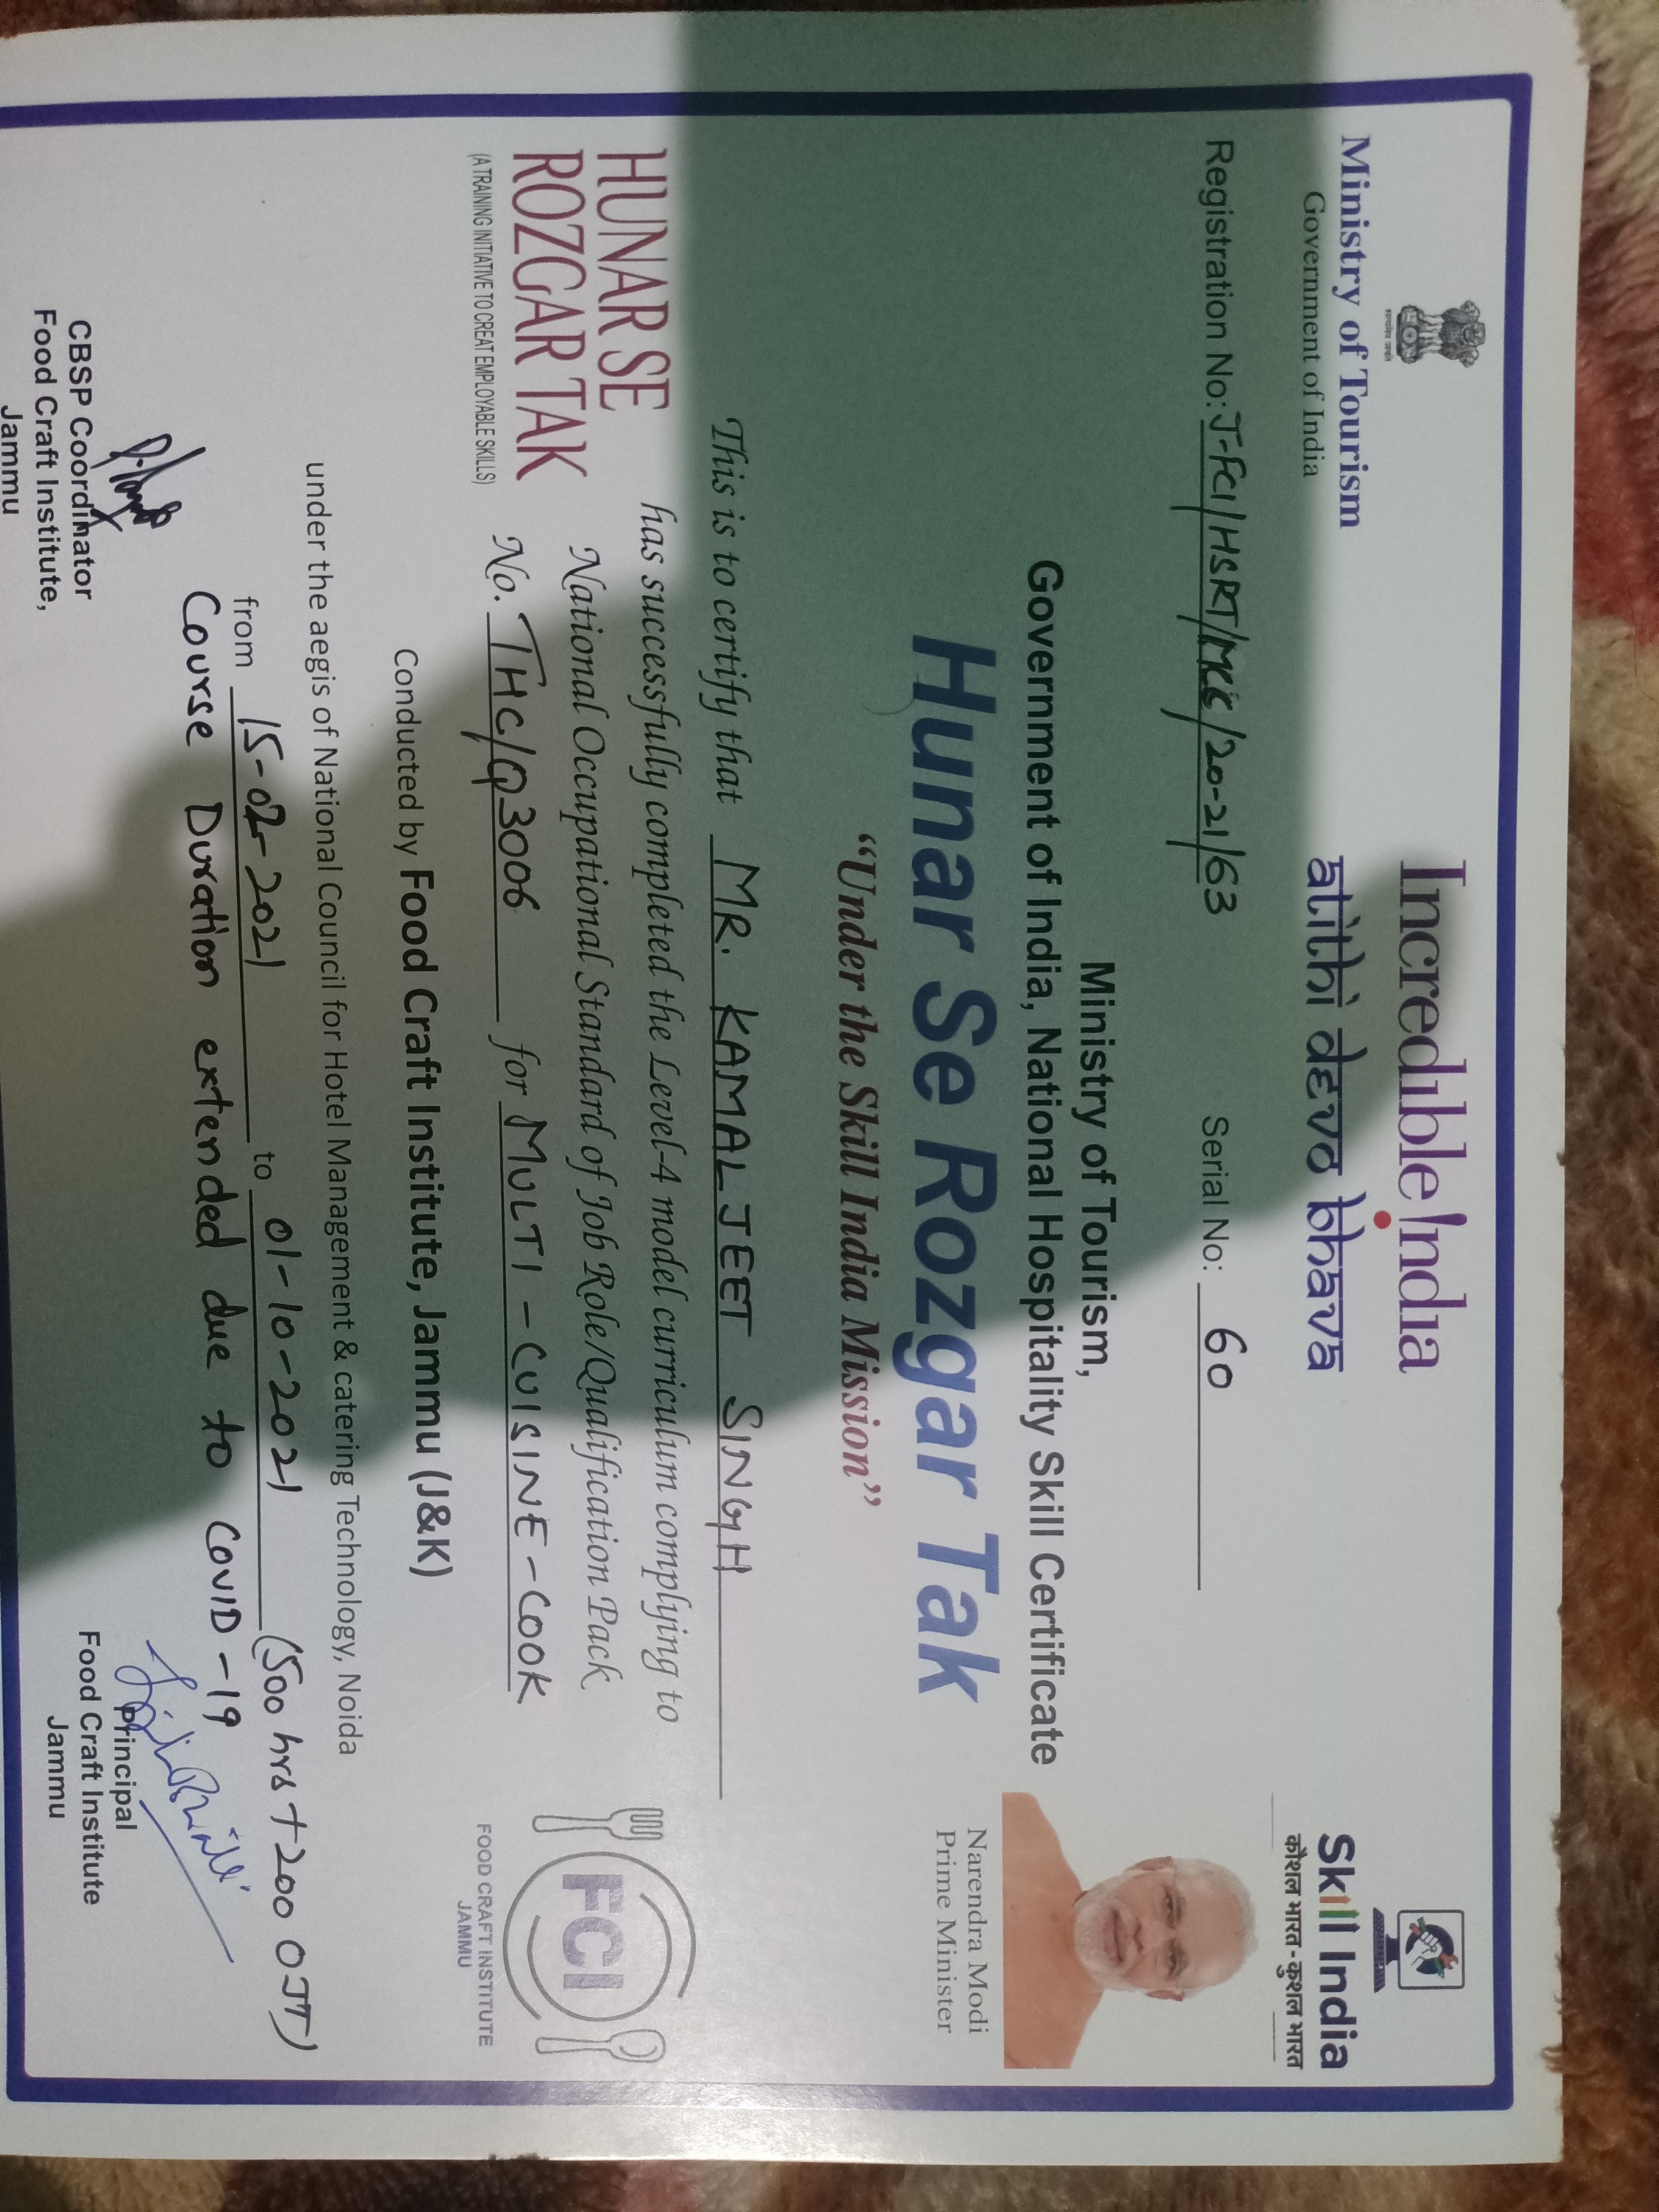 Incredible India
atithi devo bhava
Ministry of Tourism
Government of India
Skill India
कौशल भारत - कुशल भारत
Registration No: J-FCI/HSRT/MCC/20-21/63
Serial No: 60
Ministry of Tourism,
Government of India, National Hospitality Skill Certificate
Narendra Modi
Prime Minister
Hunar Se Rozgar Tak
“Under the Skill India Mission”
This is to certify that MR. KAMALJEET SINGH
has successfully completed the Level-4 model curriculum complying to
National Occupational Standard of Job Role/Qualification Pack
No. THC/Q3006 for MULTI-CUISINE-COOK
HUNAR SE
ROZGAR TAK
(A TRAINING INITIATIVE TO CREAT EMPLOYABLE SKILLS)
FCI
FOOD CRAFT INSTITUTE
JAMMU
Conducted by Food Craft Institute, Jammu (J&K)
under the aegis of National Council for Hotel Management & catering Technology, Noida
from 15-02-2021 to 01-10-2021 (500 hrs + 200 OJT)
Course Duration extended due to COVID-19
CBSP Coordinator
Food Craft Institute,
Jammu
Principal
Food Craft Institute
Jammu